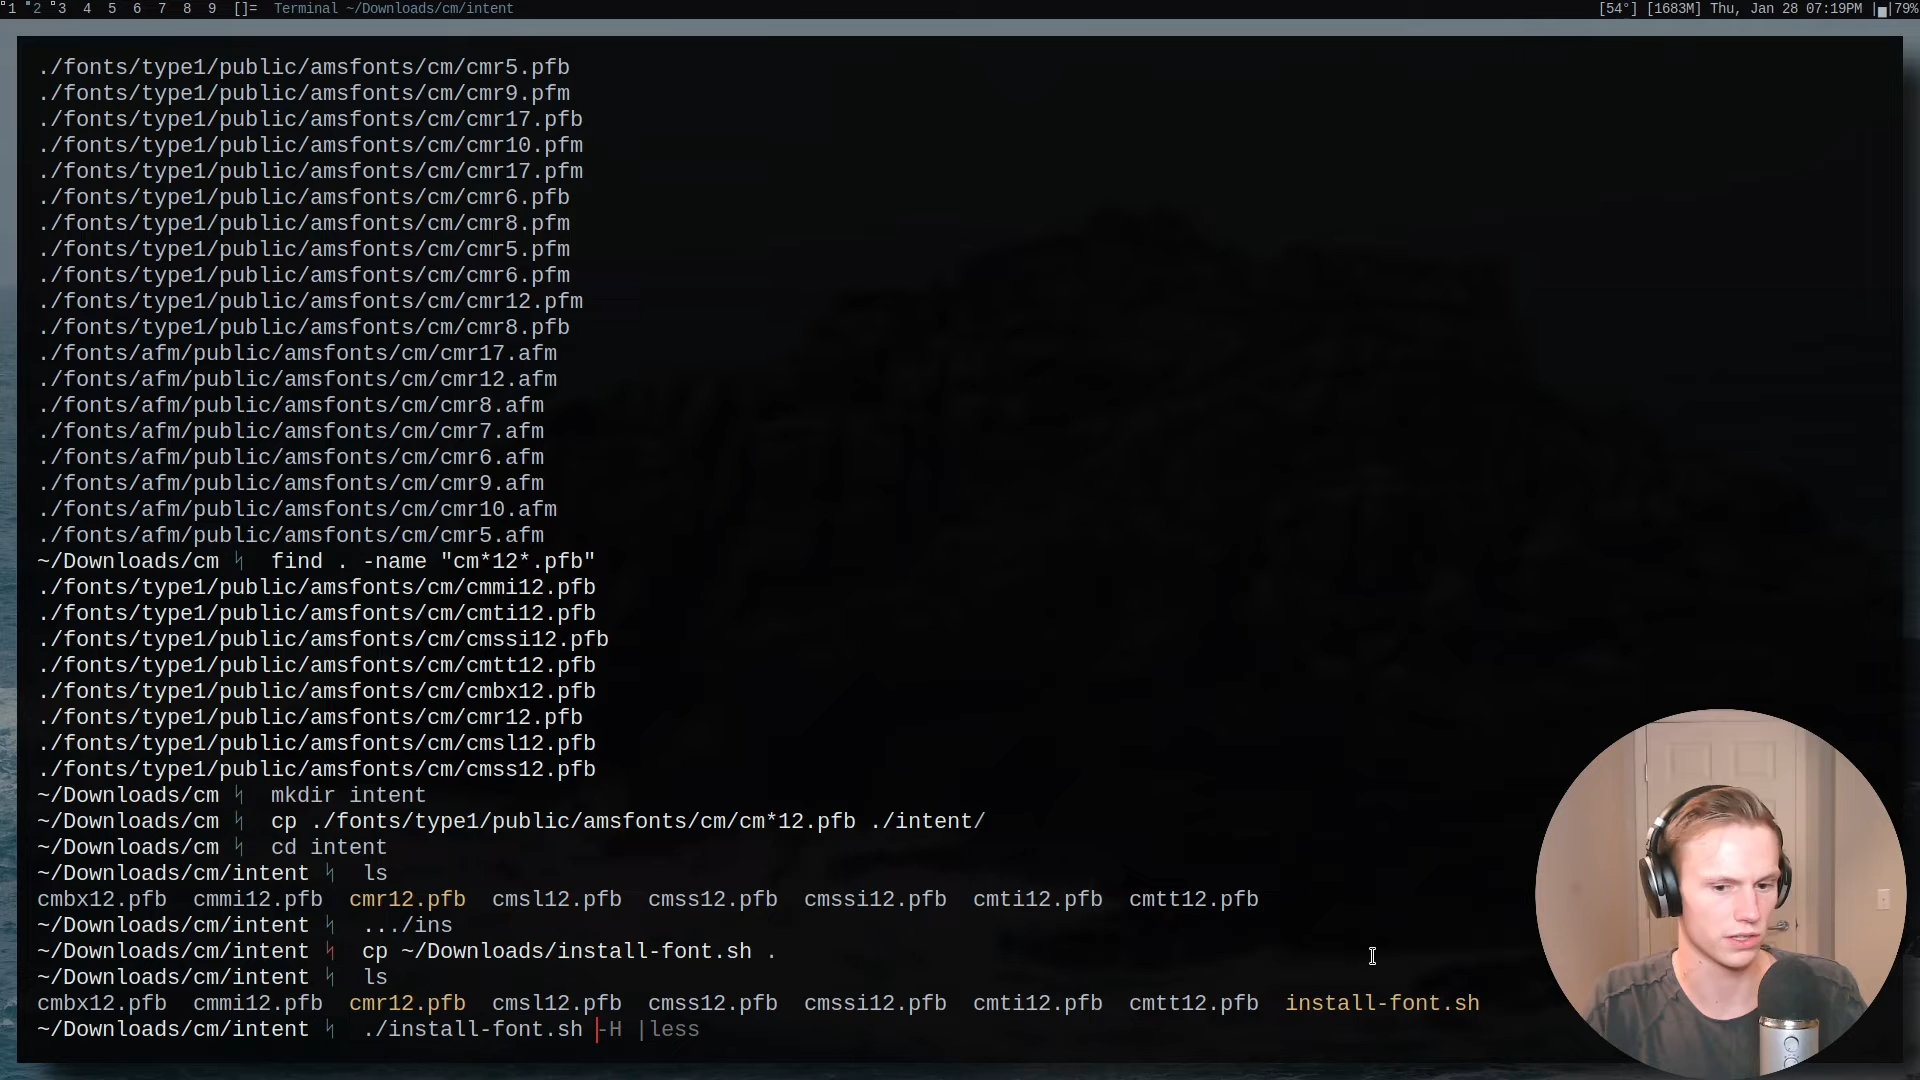 1 2 3 4 5 6 7 8 9 []= Terminal ~/Downloads/cm/intent [54°] [1683M] Thu, Jan 28 07:19PM | |79%
./fonts/type1/public/amsfonts/cm/cmr5.pfb
./fonts/type1/public/amsfonts/cm/cmr9.pfm
./fonts/type1/public/amsfonts/cm/cmr17.pfb
./fonts/type1/public/amsfonts/cm/cmr10.pfm
./fonts/type1/public/amsfonts/cm/cmr17.pfm
./fonts/type1/public/amsfonts/cm/cmr6.pfb
./fonts/type1/public/amsfonts/cm/cmr8.pfm
./fonts/type1/public/amsfonts/cm/cmr5.pfm
./fonts/type1/public/amsfonts/cm/cmr6.pfm
./fonts/type1/public/amsfonts/cm/cmr12.pfm
./fonts/type1/public/amsfonts/cm/cmr8.pfb
./fonts/afm/public/amsfonts/cm/cmr17.afm
./fonts/afm/public/amsfonts/cm/cmr12.afm
./fonts/afm/public/amsfonts/cm/cmr8.afm
./fonts/afm/public/amsfonts/cm/cmr7.afm
./fonts/afm/public/amsfonts/cm/cmr6.afm
./fonts/afm/public/amsfonts/cm/cmr9.afm
./fonts/afm/public/amsfonts/cm/cmr10.afm
./fonts/afm/public/amsfonts/cm/cmr5.afm
~/Downloads/cm ᛋ find . -name "cm*12*.pfb"
./fonts/type1/public/amsfonts/cm/cmmi12.pfb
./fonts/type1/public/amsfonts/cm/cmti12.pfb
./fonts/type1/public/amsfonts/cm/cmssi12.pfb
./fonts/type1/public/amsfonts/cm/cmtt12.pfb
./fonts/type1/public/amsfonts/cm/cmbx12.pfb
./fonts/type1/public/amsfonts/cm/cmr12.pfb
./fonts/type1/public/amsfonts/cm/cmsl12.pfb
./fonts/type1/public/amsfonts/cm/cmss12.pfb
~/Downloads/cm ᛋ mkdir intent
~/Downloads/cm ᛋ cp ./fonts/type1/public/amsfonts/cm/cm*12.pfb ./intent/
~/Downloads/cm ᛋ cd intent
~/Downloads/cm/intent ᛋ ls
cmbx12.pfb cmmi12.pfb cmr12.pfb cmsl12.pfb cmss12.pfb cmssi12.pfb cmti12.pfb cmtt12.pfb
~/Downloads/cm/intent ᛋ .../ins
~/Downloads/cm/intent ᛋ cp ~/Downloads/install-font.sh .
~/Downloads/cm/intent ᛋ ls
cmbx12.pfb cmmi12.pfb cmr12.pfb cmsl12.pfb cmss12.pfb cmssi12.pfb cmti12.pfb cmtt12.pfb install-font.sh
~/Downloads/cm/intent ᛋ ./install-font.sh -H |less